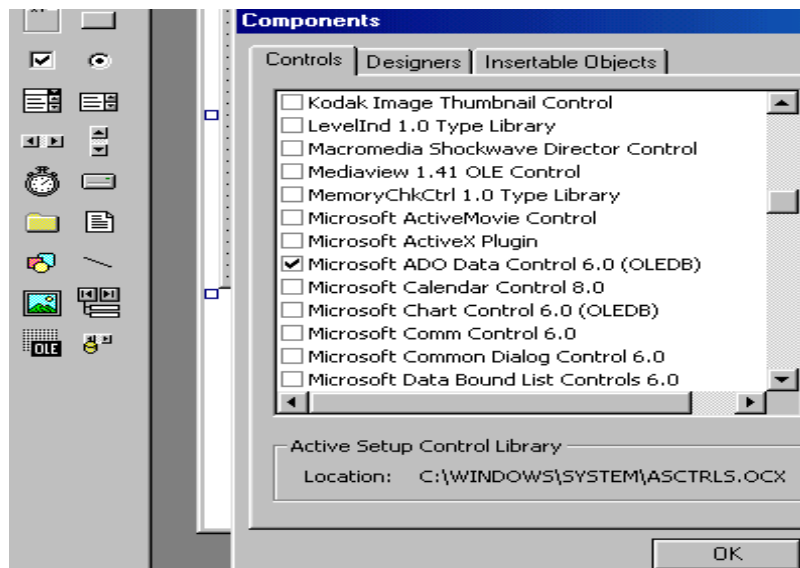 Components
Controls
Designers
Insertable Objects
Kodak Image Thumbnail Control
LevelInd 1.0 Type Library
Macromedia Shockwave Director Control
Mediaview 1.41 OLE Control
MemoryChkCtrl 1.0 Type Library
Microsoft ActiveMovie Control
Microsoft ActiveX Plugin
Microsoft ADO Data Control 6.0 (OLEDB)
Microsoft Calendar Control 8.0
Microsoft Chart Control 6.0 (OLEDB)
Microsoft Comm Control 6.0
Microsoft Common Dialog Control 6.0
Microsoft Data Bound List Controls 6.0
OLE
Active Setup Control Library
Location: C:\WINDOWS\SYSTEM\ASCTRLS.OCX
OK